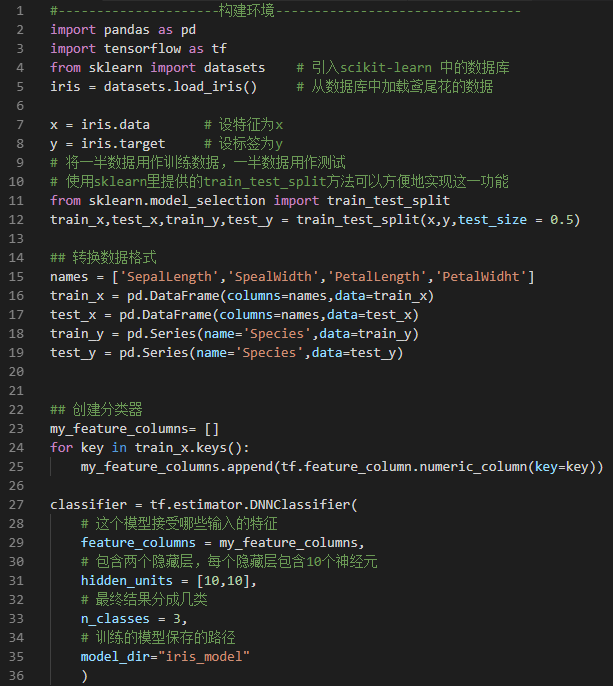 1 #---------------------构建环境--------------------------------
2 import pandas as pd
3 import tensorflow as tf
4 from sklearn import datasets    # 引入scikit-learn 中的数据库
5 iris = datasets.load_iris()     # 从数据库中加载鸢尾花的数据
6
7 x = iris.data       # 设特征为x
8 y = iris.target     # 设标签为y
9 # 将一半数据用作训练数据，一半数据用作测试
10 # 使用sklearn里提供的train_test_split方法可以方便地实现这一功能
11 from sklearn.model_selection import train_test_split
12 train_x,test_x,train_y,test_y = train_test_split(x,y,test_size = 0.5)
13
14 ## 转换数据格式
15 names = ['SepalLength','SpealWidth','PetalLength','PetalWidht']
16 train_x = pd.DataFrame(columns=names,data=train_x)
17 test_x = pd.DataFrame(columns=names,data=test_x)
18 train_y = pd.Series(name='Species',data=train_y)
19 test_y = pd.Series(name='Species',data=test_y)
20
21
22 ## 创建分类器
23 my_feature_columns= []
24 for key in train_x.keys():
25     my_feature_columns.append(tf.feature_column.numeric_column(key=key))
26
27 classifier = tf.estimator.DNNClassifier(
28     # 这个模型接受哪些输入的特征
29     feature_columns = my_feature_columns,
30     # 包含两个隐藏层，每个隐藏层包含10个神经元
31     hidden_units = [10,10],
32     # 最终结果分成几类
33     n_classes = 3,
34     # 训练的模型保存的路径
35     model_dir="iris_model"
36     )